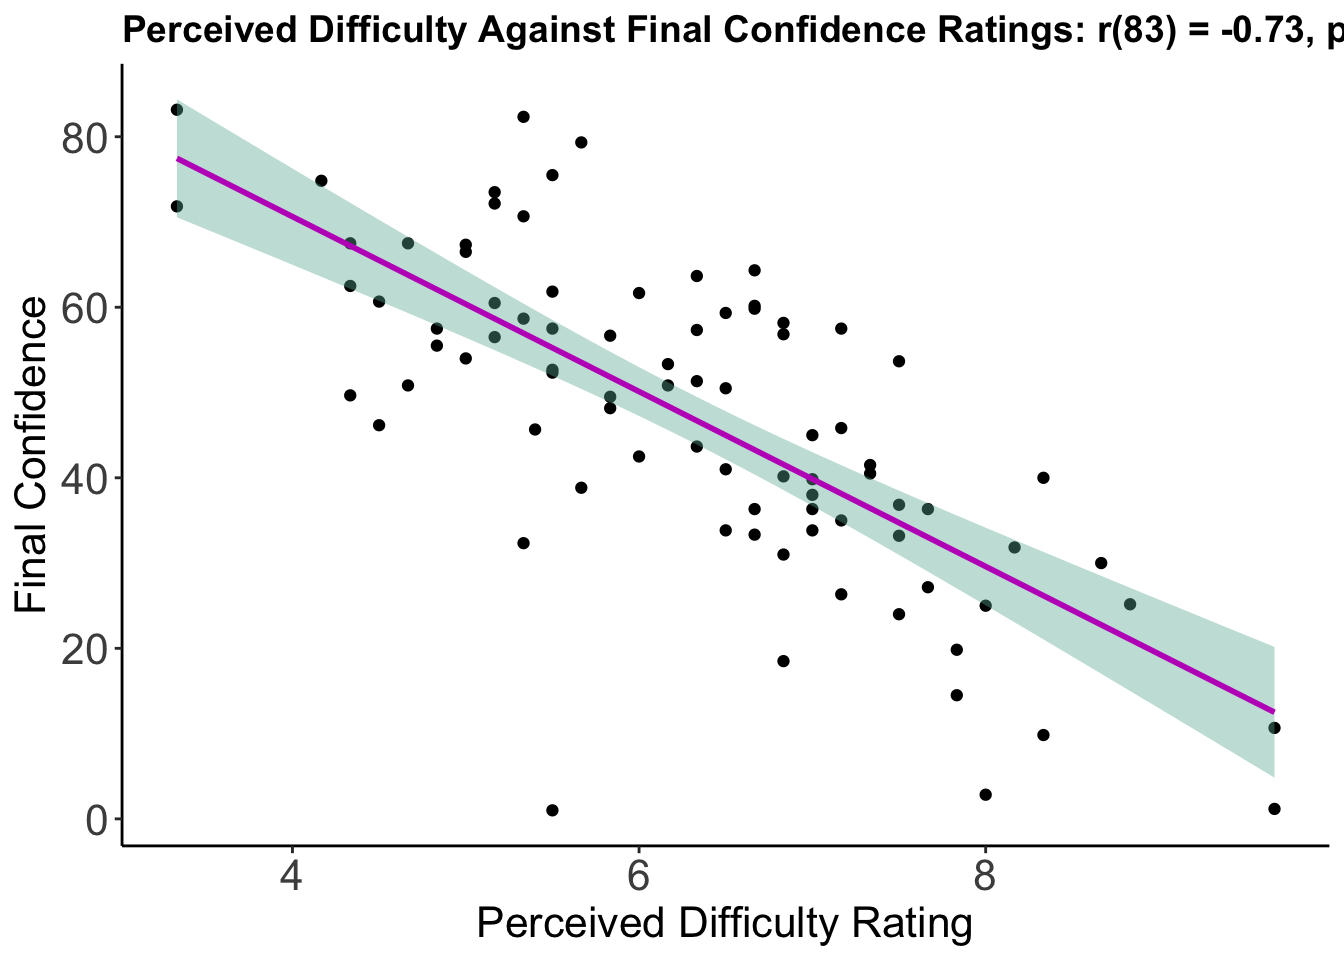 Perceived Difficulty Against Final Confidence Ratings: r(83) = -0.73, p
80
60
40
20
0
Final Confidence
4 6 8
Perceived Difficulty Rating